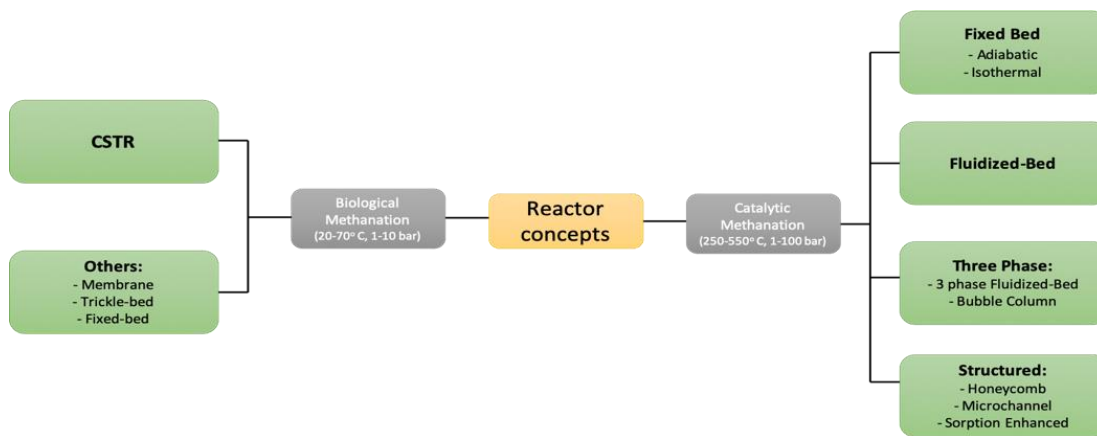 CSTR
Others:
- Membrane
- Trickle-bed
- Fixed-bed
Biological
Methanation
(20-70º C, 1-10 bar)
Reactor
concepts
Catalytic
Methanation
(250-550º C, 1-100 bar)
Fixed Bed
- Adiabatic
- Isothermal
Fluidized-Bed
Three Phase:
- 3 phase Fluidized-Bed
- Bubble Column
Structured:
- Honeycomb
- Microchannel
- Sorption Enhanced